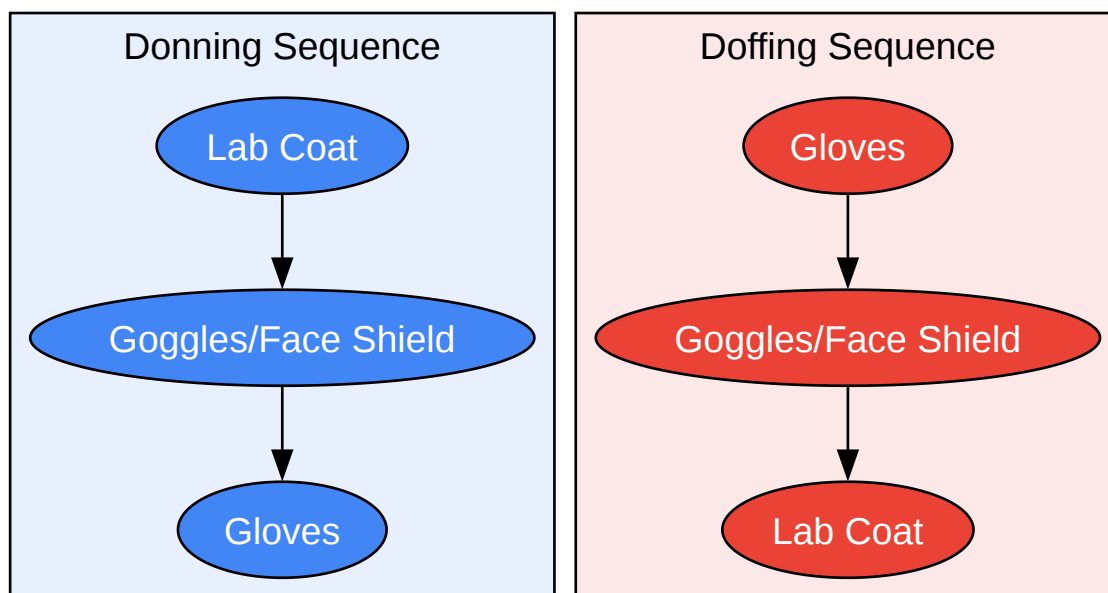 Donning Sequence
Lab Coat
Goggles/Face Shield
Gloves
Doffing Sequence
Gloves
Goggles/Face Shield
Lab Coat